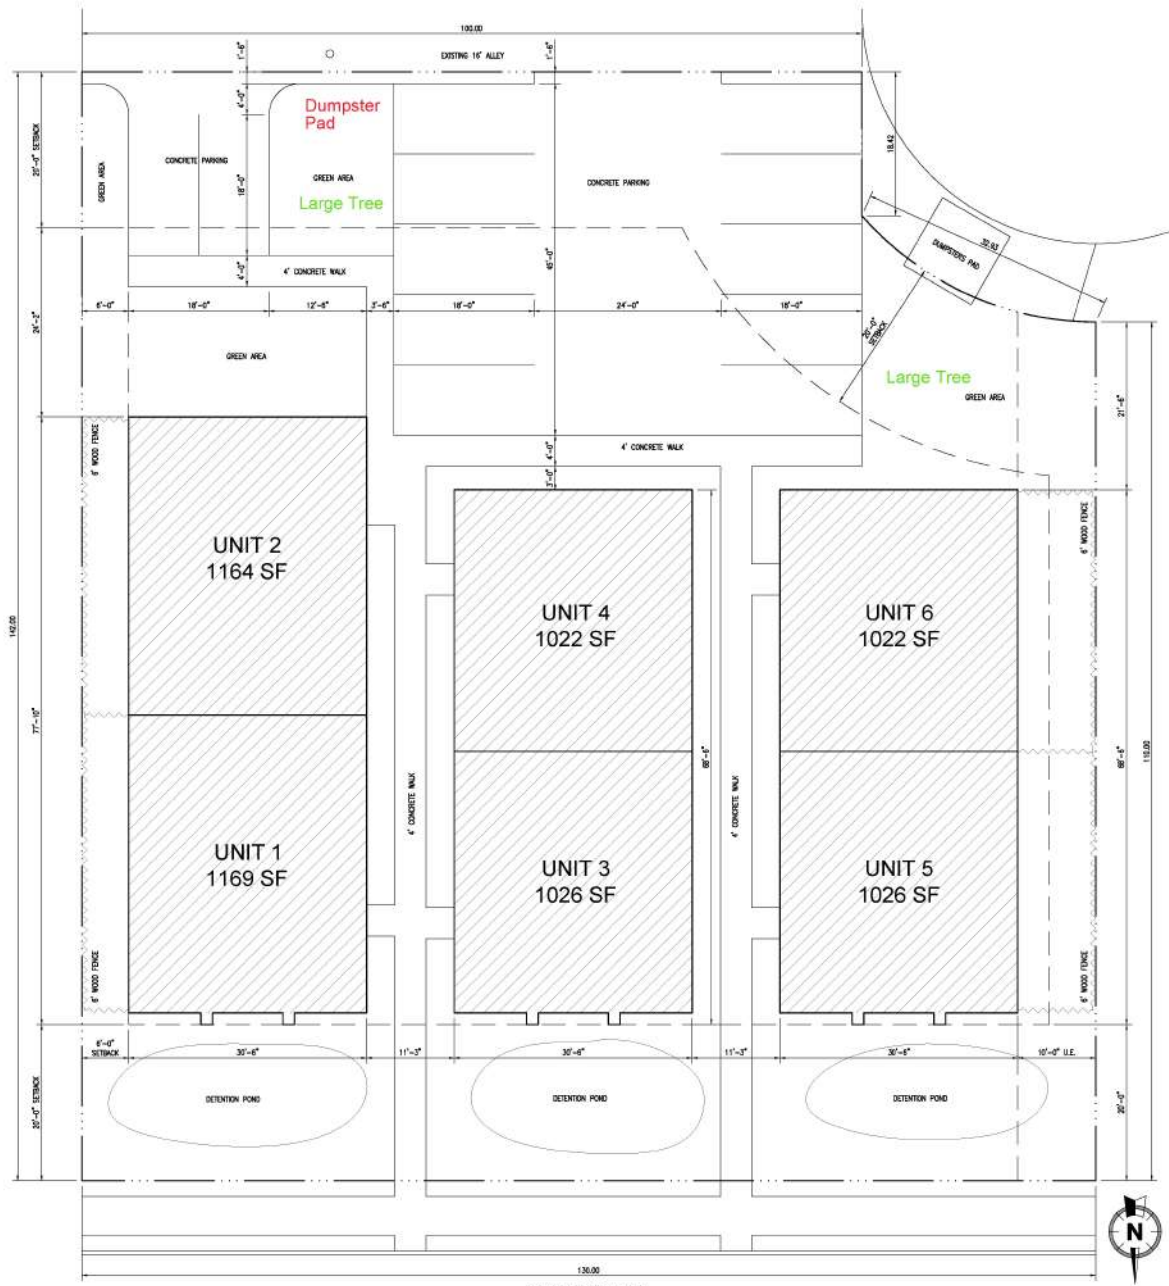 100.00
1'-6"
EXISTING 16' ALLEY
1'-6"
Dumpster
Pad
4'-0"
25'-0" SETBACK
GREEN AREA
CONCRETE PARKING
18'-0"
GREEN AREA
Large Tree
CONCRETE PARKING
45'-0"
18.42
30.93
DUMPSTERS PAD
4' CONCRETE WALK
4'-0"
6'-0"
18'-0"
12'-8"
3'-6"
18'-0"
24'-0"
18'-0"
24'-2"
20'-0"
SETBACK
GREEN AREA
Large Tree
GREEN AREA
21'-6"
6' WOOD FENCE
4'-0"
4' CONCRETE WALK
3'-0"
6' WOOD FENCE
UNIT 2
1164 SF
UNIT 4
1022 SF
UNIT 6
1022 SF
142.00
77'-10"
68'-6"
68'-6"
110.00
4' CONCRETE WALK
4' CONCRETE WALK
UNIT 1
1169 SF
UNIT 3
1026 SF
UNIT 5
1026 SF
6' WOOD FENCE
6' WOOD FENCE
6'-0"
SETBACK
30'-6"
11'-3"
30'-6"
11'-3"
30'-6"
10'-0" U.E.
20'-0" SETBACK
DETENTION POND
DETENTION POND
DETENTION POND
20'-0"
N
130.00